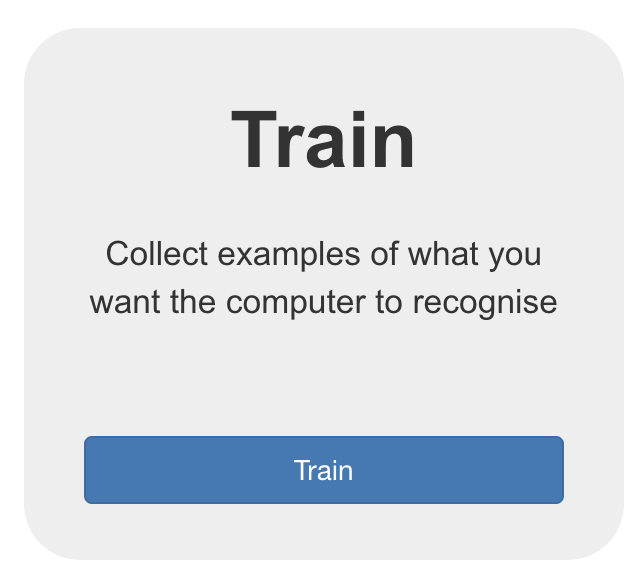 Train
Collect examples of what you
want the computer to recognise
Train